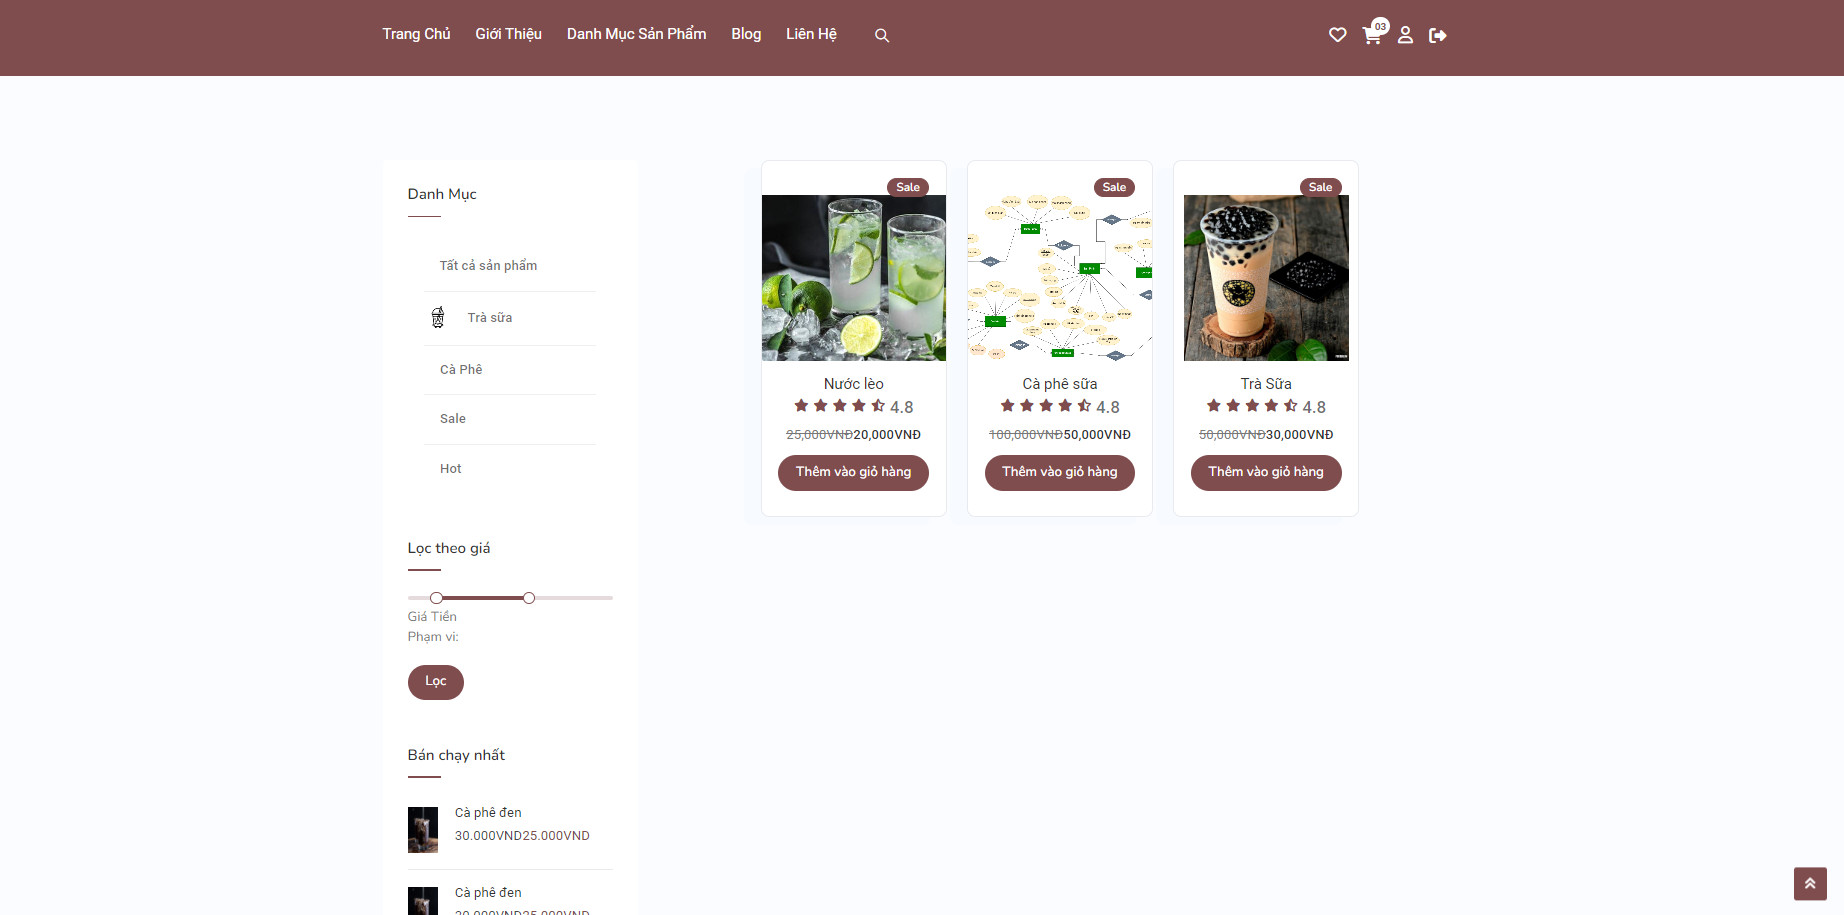 Trang Chủ Giới Thiệu Danh Mục Sản Phẩm Blog Liên Hệ
03
Danh Mục
Tất cả sản phẩm
Trà sữa
Cà Phê
Sale
Hot
Lọc theo giá
Giá Tiền
Phạm vi:
Lọc
Bán chạy nhất
Cà phê đen
30.000VND25.000VND
Cà phê đen
Sale
Nước lèo
4.8
25,000VNĐ20,000VNĐ
Thêm vào giỏ hàng
Sale
Cà phê sữa
4.8
100,000VNĐ50,000VNĐ
Thêm vào giỏ hàng
Sale
Trà Sữa
4.8
50,000VNĐ30,000VNĐ
Thêm vào giỏ hàng